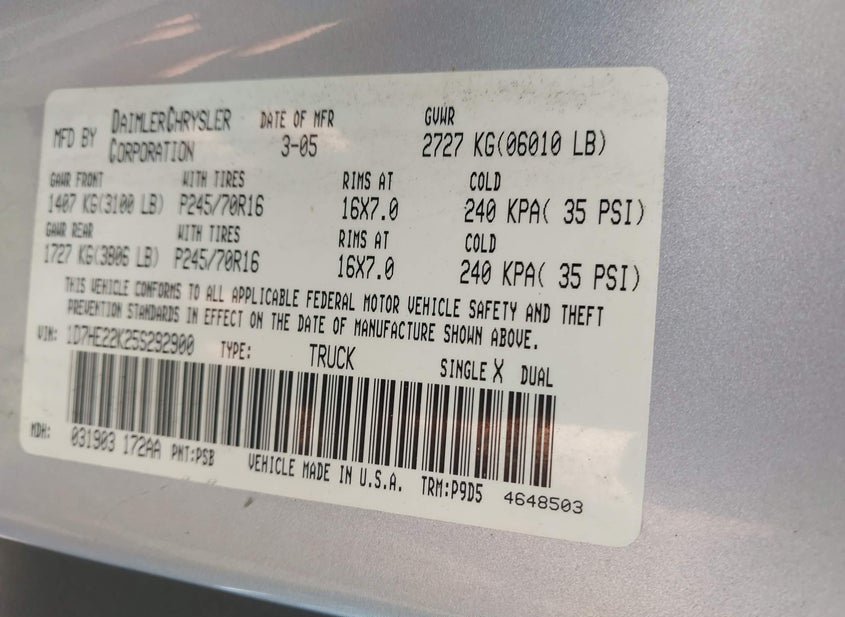 MFD BY DAIMLERCHRYSLER CORPORATION DATE OF MFR 3-05 GVWR 2727 KG(06010 LB)
GAWR FRONT WITH TIRES RIMS AT COLD
1407 KG(3100 LB) P245/70R16 16X7.0 240 KPA( 35 PSI)
GAWR REAR WITH TIRES RIMS AT COLD
1727 KG(3806 LB) P245/70R16 16X7.0 240 KPA( 35 PSI)
THIS VEHICLE CONFORMS TO ALL APPLICABLE FEDERAL MOTOR VEHICLE SAFETY AND THEFT
PREVENTION STANDARDS IN EFFECT ON THE DATE OF MANUFACTURE SHOWN ABOVE.
VIN: 1D7HE22K25S292900 TYPE: TRUCK SINGLE X DUAL
MDH: 031903 172AA PNT:PSB VEHICLE MADE IN U.S.A. TRM:P9D5 4648503